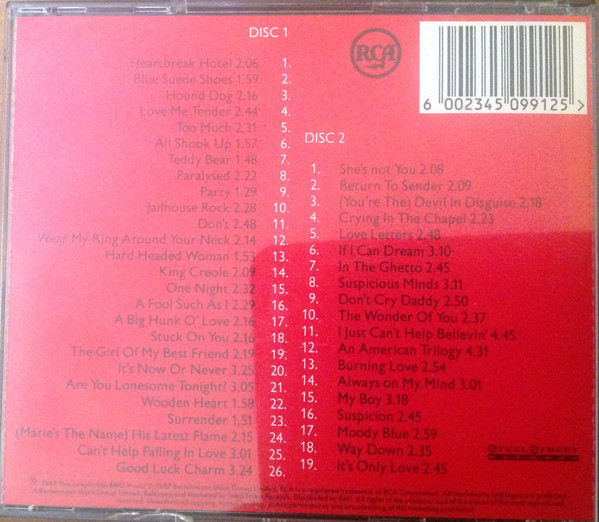 DISC 1
Heartbreak Hotel 2.06 1.
Blue Suede Shoes 1.59 2.
Hound Dog 2.16 3.
Love Me Tender 2.44 4.
Too Much 2.31 5.
All Shook Up 1.57 6.
Teddy Bear 1.48 7.
Paralysed 2.22 8.
Party 1.29 9.
Jailhouse Rock 2.28 10.
Don't 2.48 11.
Wear My Ring Around Your Neck 2.14 12.
Hard Headed Woman 1.53 13.
King Creole 2.09 14.
One Night 2.32 15.
A Fool Such As I 2.29 16.
A Big Hunk O' Love 2.16 17.
Stuck On You 2.16 18.
The Girl Of My Best Friend 2.19 19.
It's Now Or Never 3.25 20.
Are You Lonesome Tonight? 3.05 21.
Wooden Heart 1.58 22.
Surrender 1.51 23.
(Marie's The Name) His Latest Flame 2.15 24.
Can't Help Falling In Love 3.01 25.
Good Luck Charm 3.24 26.
RCA
6 002345 099125 >
DISC 2
1. She's not You 2.08
2. Return To Sender 2.09
3. (You're The) Devil In Disguise 2.18
4. Crying In The Chapel 2.23
5. Love Letters 2.48
6. If I Can Dream 3.10
7. In The Ghetto 2.45
8. Suspicious Minds 3.11
9. Don't Cry Daddy 2.50
10. The Wonder Of You 2.37
11. I Just Can't Help Believin' 4.45
12. An American Trilogy 4.31
13. Burning Love 2.54
14. Always on My Mind 3.01
15. My Boy 3.18
16. Suspicion 2.45
17. Moody Blue 2.59
18. Way Down 2.35
19. It's Only Love 2.45
STEEL STREET